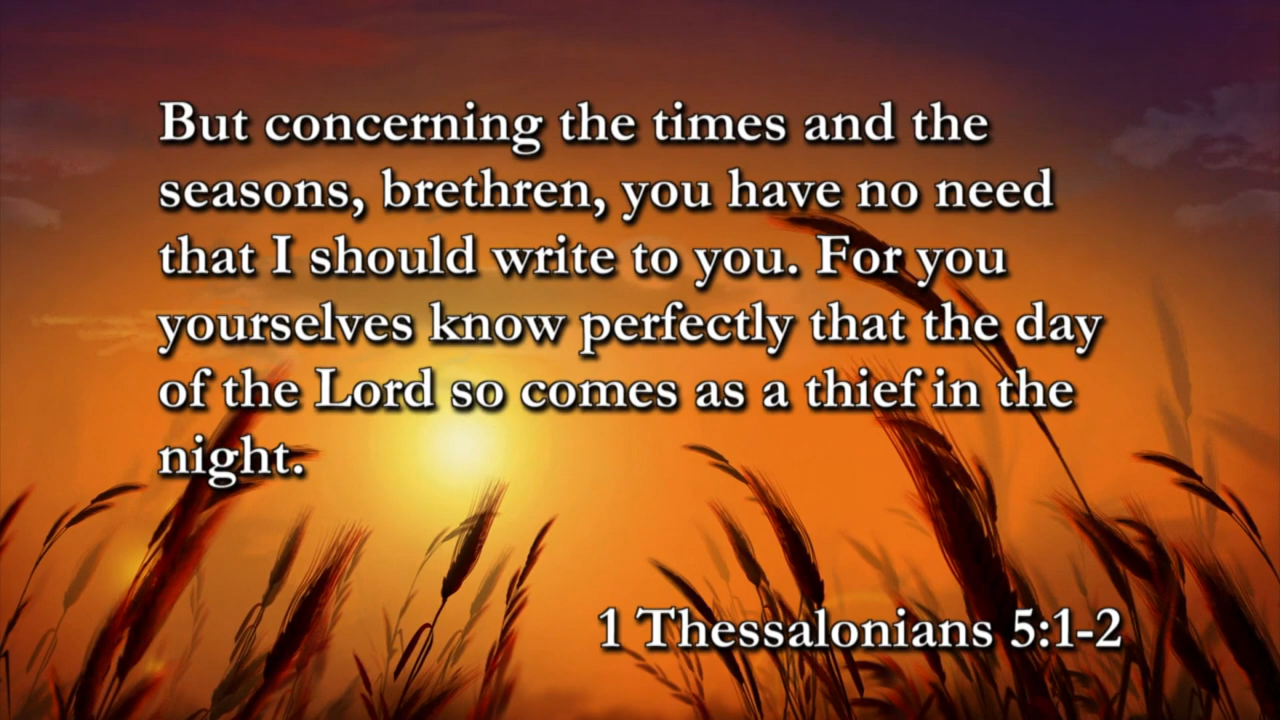 But concerning the times and the
seasons, brethren, you have no need
that I should write to you. For you
yourselves know perfectly that the day
of the Lord so comes as a thief in the
night.
1 Thessalonians 5:1-2